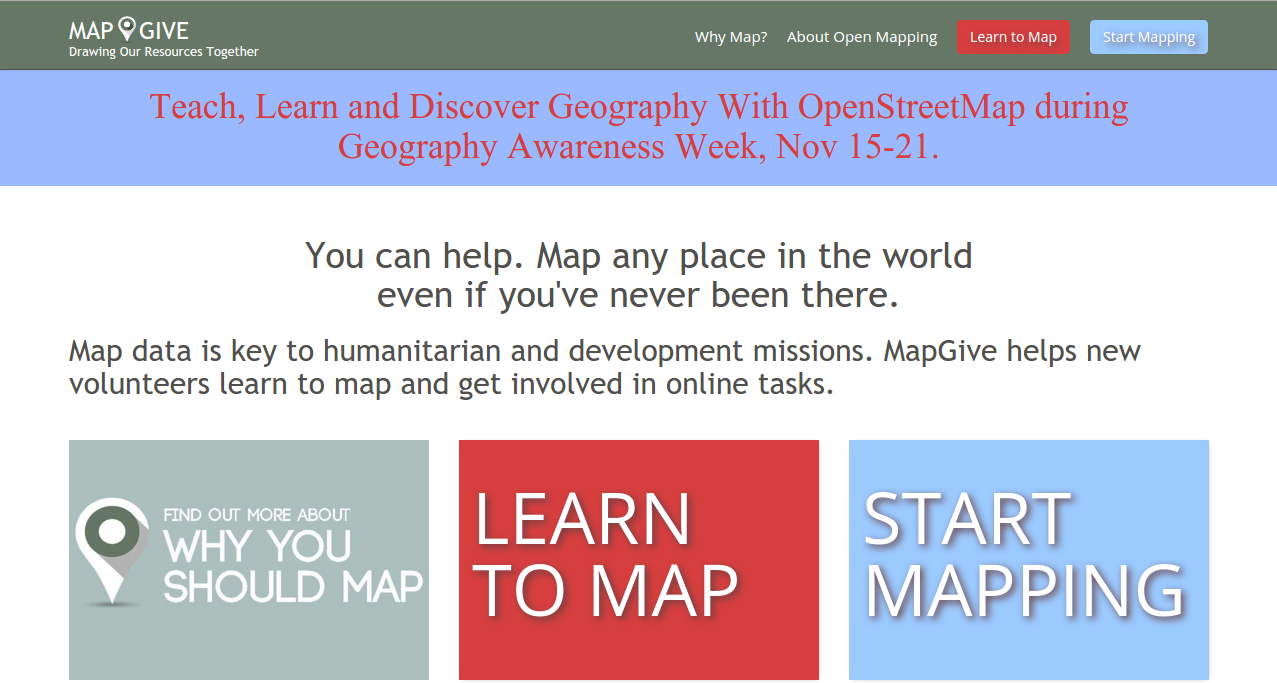 MAP GIVE
Drawing Our Resources Together
Why Map? About Open Mapping Learn to Map Start Mapping
Teach, Learn and Discover Geography With OpenStreetMap during
Geography Awareness Week, Nov 15-21.
You can help. Map any place in the world
even if you've never been there.
Map data is key to humanitarian and development missions. MapGive helps new
volunteers learn to map and get involved in online tasks.
FIND OUT MORE ABOUT
WHY YOU
SHOULD MAP
LEARN
TO MAP
START
MAPPING